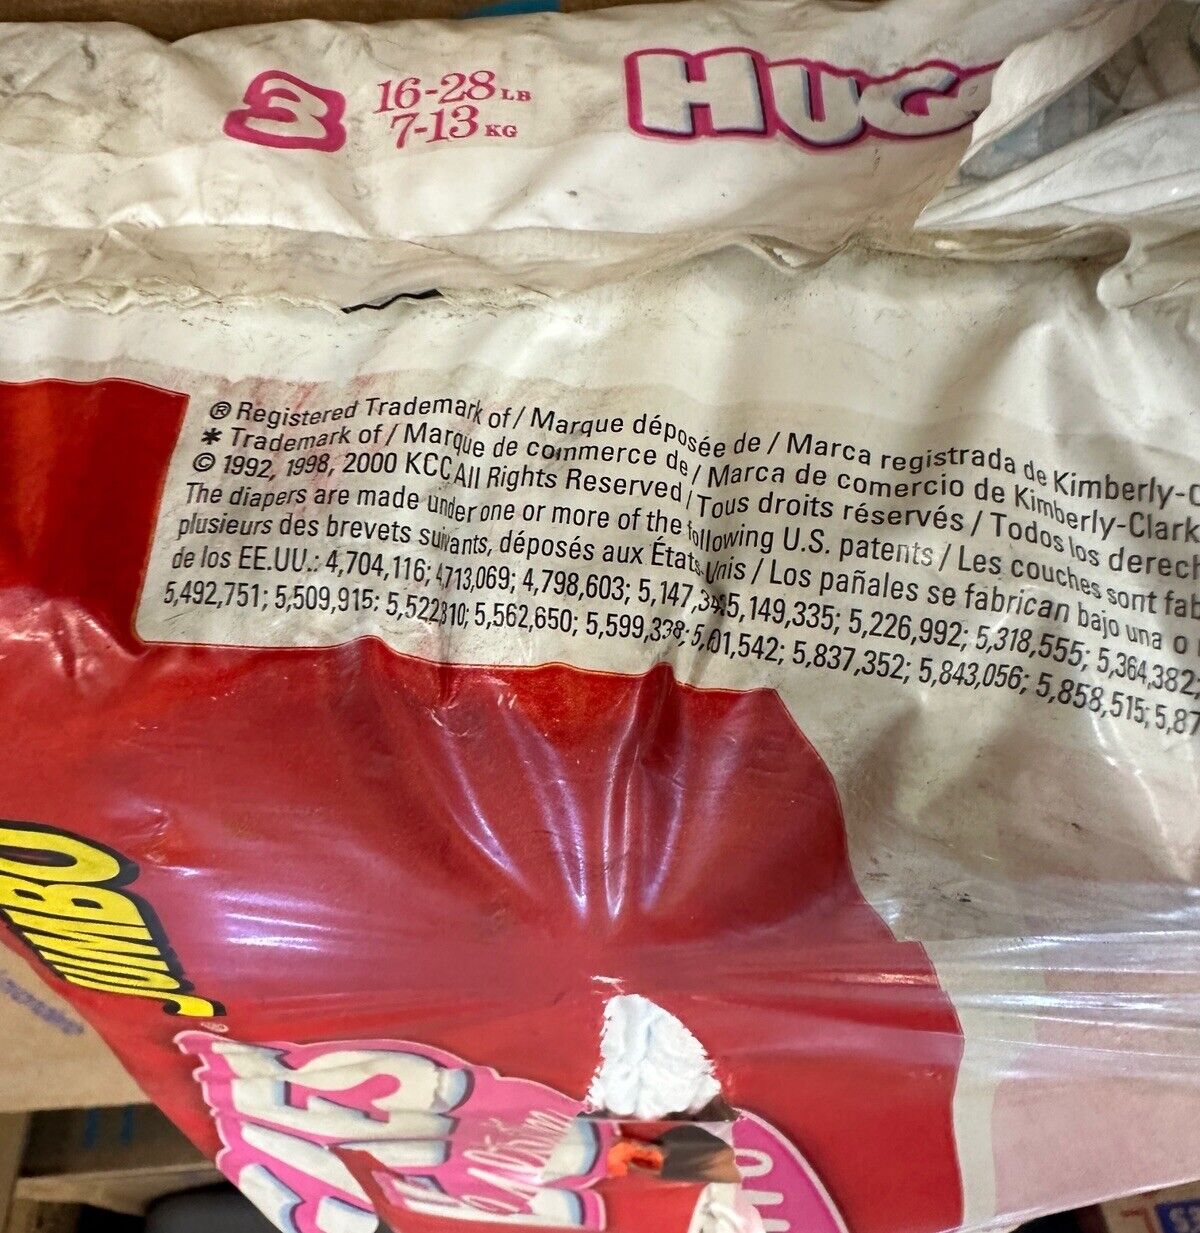 3 16-28 LB HUG
7-13 KG
® Registered Trademark of / Marque déposée de / Marca registrada de Kimberly-C
* Trademark of / Marque de commerce de / Marca de comercio de Kimberly-Clark
© 1992, 1998, 2000 KCC All Rights Reserved / Tous droits réservés / Todos los derech
The diapers are made under one or more of the following U.S. patents / Les couches sont fab
plusieurs des brevets suivants, déposés aux États-Unis / Los pañales se fabrican bajo una o
de los EE.UU.: 4,704,116; 4,713,069; 4,798,603; 5,149,335; 5,226,992; 5,318,555; 5,364,382;
5,492,751; 5,509,915; 5,562,650; 5,837,352; 5,843,056; 5,858,515; 5,87
JUMBO
®